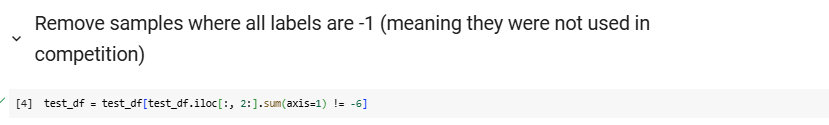 Remove samples where all labels are -1 (meaning they were not used in
competition)
[4] test_df = test_df[test_df.iloc[:, 2:].sum(axis=1) != -6]